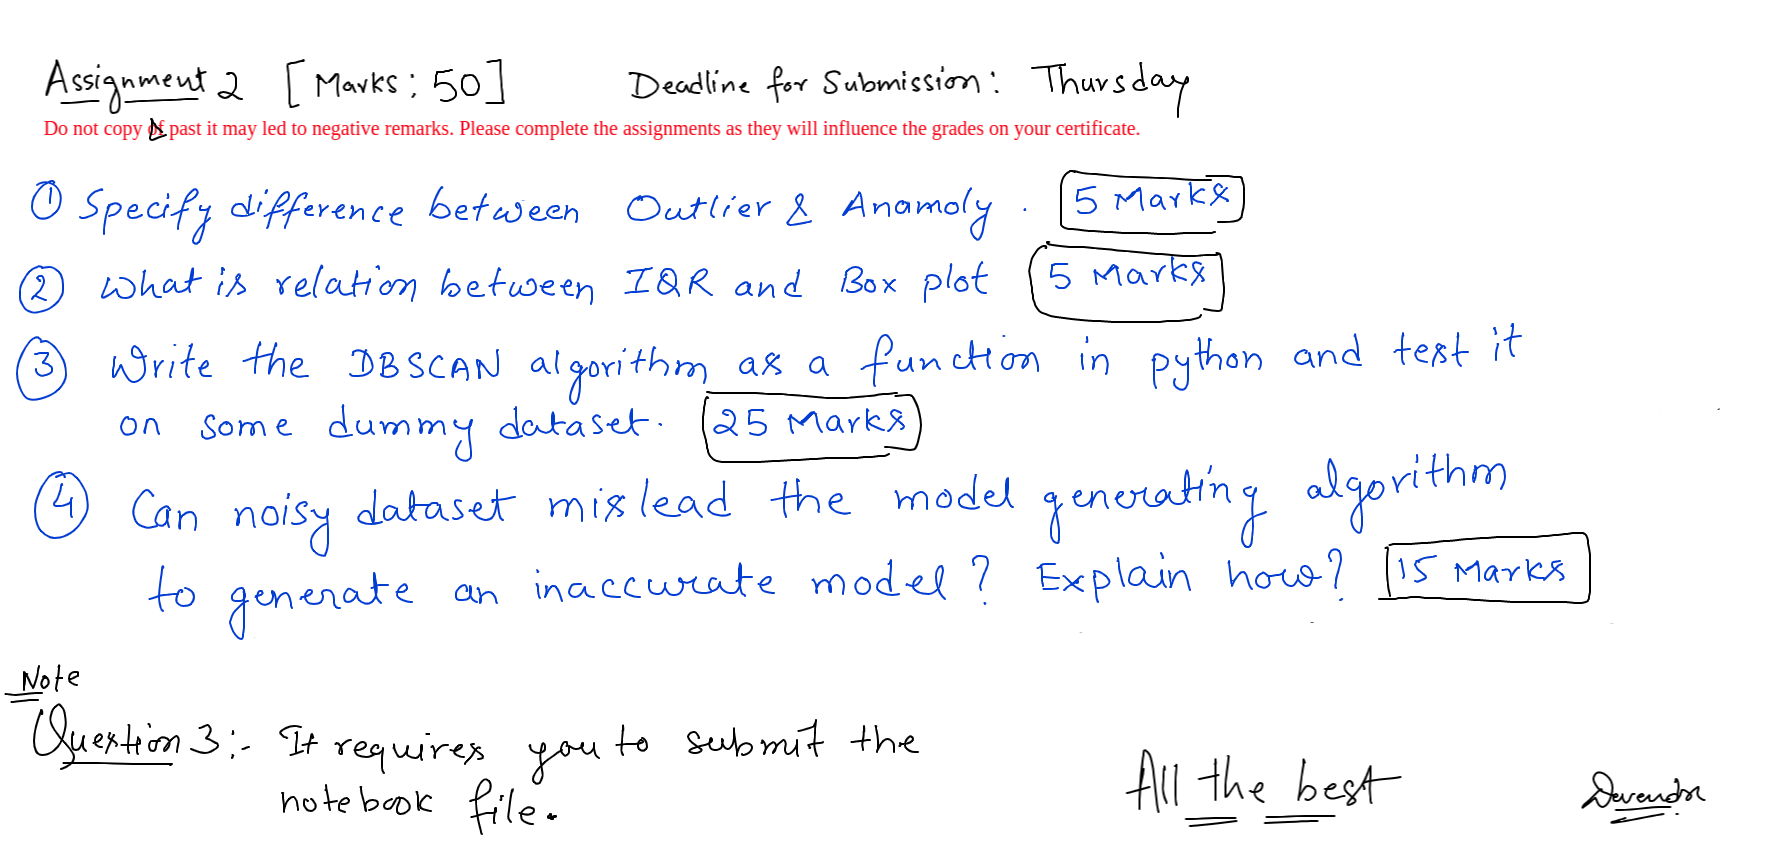 Assignment 2 [Marks: 50] Deadline for Submission: Thursday
Do not copy & past it may led to negative remarks. Please complete the assignments as they will influence the grades on your certificate.
① Specify difference between Outlier & Anamoly. 5 Marks
② What is relation between IQR and Box plot 5 Marks
③ Write the DBSCAN algorithm as a function in python and test it
on some dummy dataset. 25 Marks
④ Can noisy dataset mislead the model generating algorithm
to generate an inaccurate model? Explain how? 15 Marks
Note
Question 3:- It requires you to submit the
notebook file.
All the best
Devendra